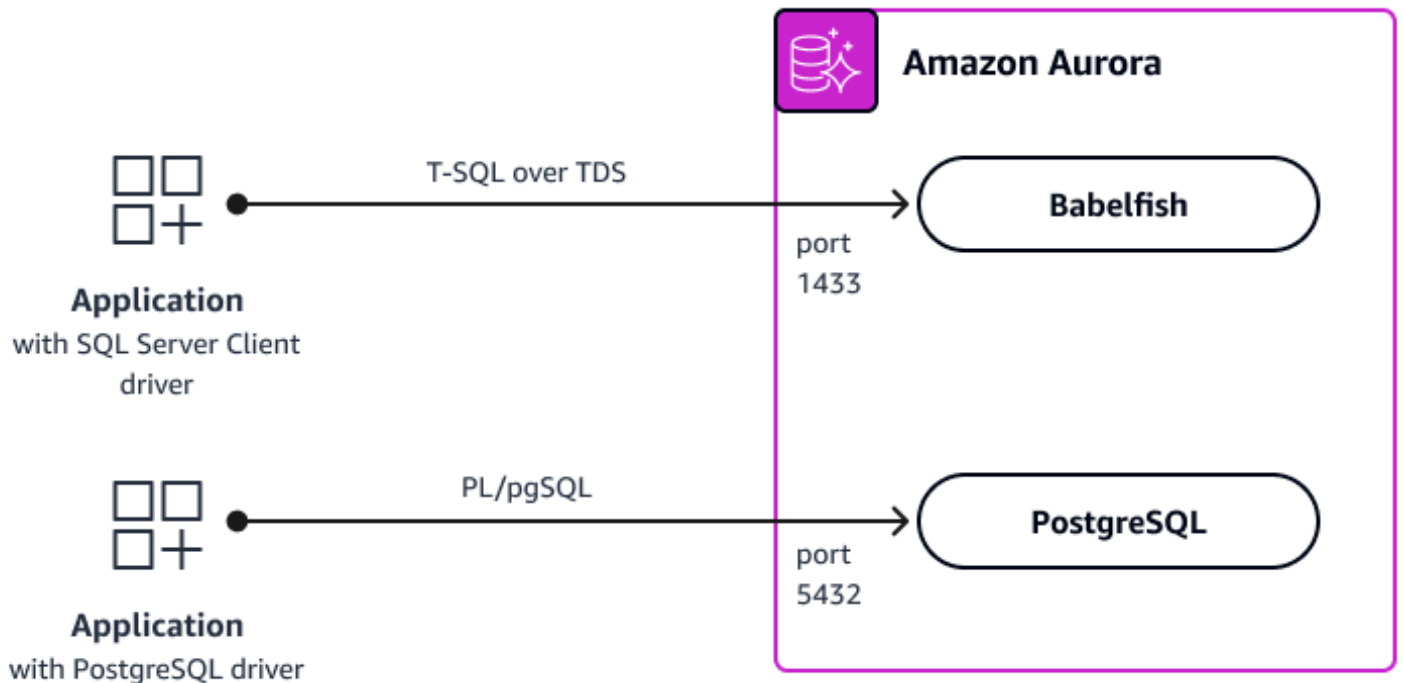 Amazon Aurora
T-SQL over TDS
Babelfish
port
1433
Application
with SQL Server Client
driver
PL/pgSQL
PostgreSQL
port
5432
Application
with PostgreSQL driver